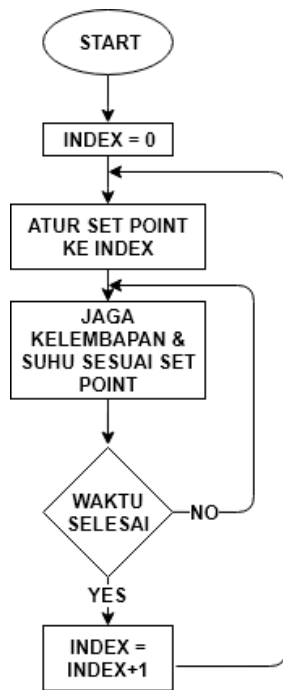 START
INDEX = 0
ATUR SET POINT
KE INDEX
JAGA
KELEMBAPAN &
SUHU SESUAI SET
POINT
WAKTU
SELESAI
NO
YES
INDEX =
INDEX+1